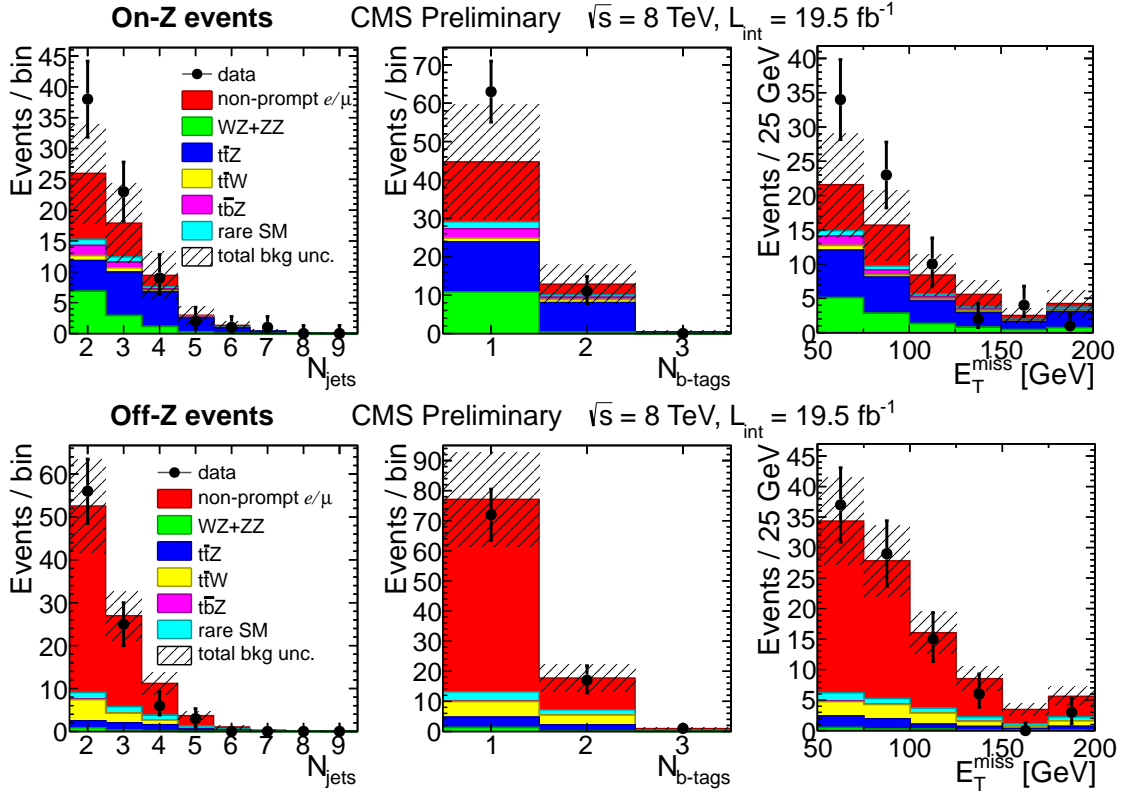 On-Z events CMS Preliminary √s = 8 TeV, L_int = 19.5 fb⁻¹
Events / bin
45
40
35
30
25
20
15
10
5
0
data
non-prompt e/μ
WZ+ZZ
tt̄Z
tt̄W
tb̄Z
rare SM
total bkg unc.
2 3 4 5 6 7 8 9
N_jets
Events / bin
70
60
50
40
30
20
10
0
1 2 3
N_b-tags
Events / 25 GeV
40
35
30
25
20
15
10
5
0
50 100 150 200
E_T^miss [GeV]
Off-Z events CMS Preliminary √s = 8 TeV, L_int = 19.5 fb⁻¹
Events / bin
60
50
40
30
20
10
0
data
non-prompt e/μ
WZ+ZZ
tt̄Z
tt̄W
tb̄Z
rare SM
total bkg unc.
2 3 4 5 6 7 8 9
N_jets
Events / bin
90
80
70
60
50
40
30
20
10
0
1 2 3
N_b-tags
Events / 25 GeV
45
40
35
30
25
20
15
10
5
0
50 100 150 200
E_T^miss [GeV]